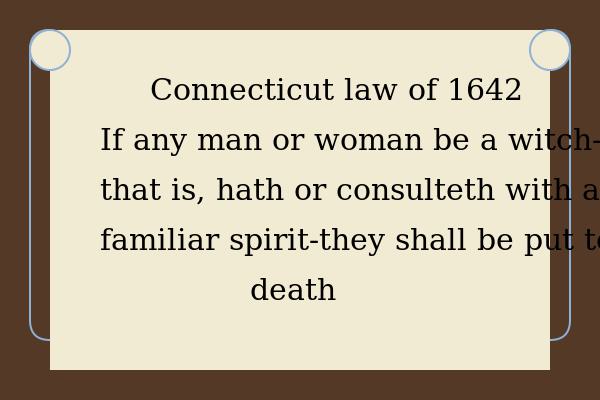 Connecticut law of 1642
If any man or woman be a witch-
that is, hath or consulteth with a
familiar spirit-they shall be put to
death